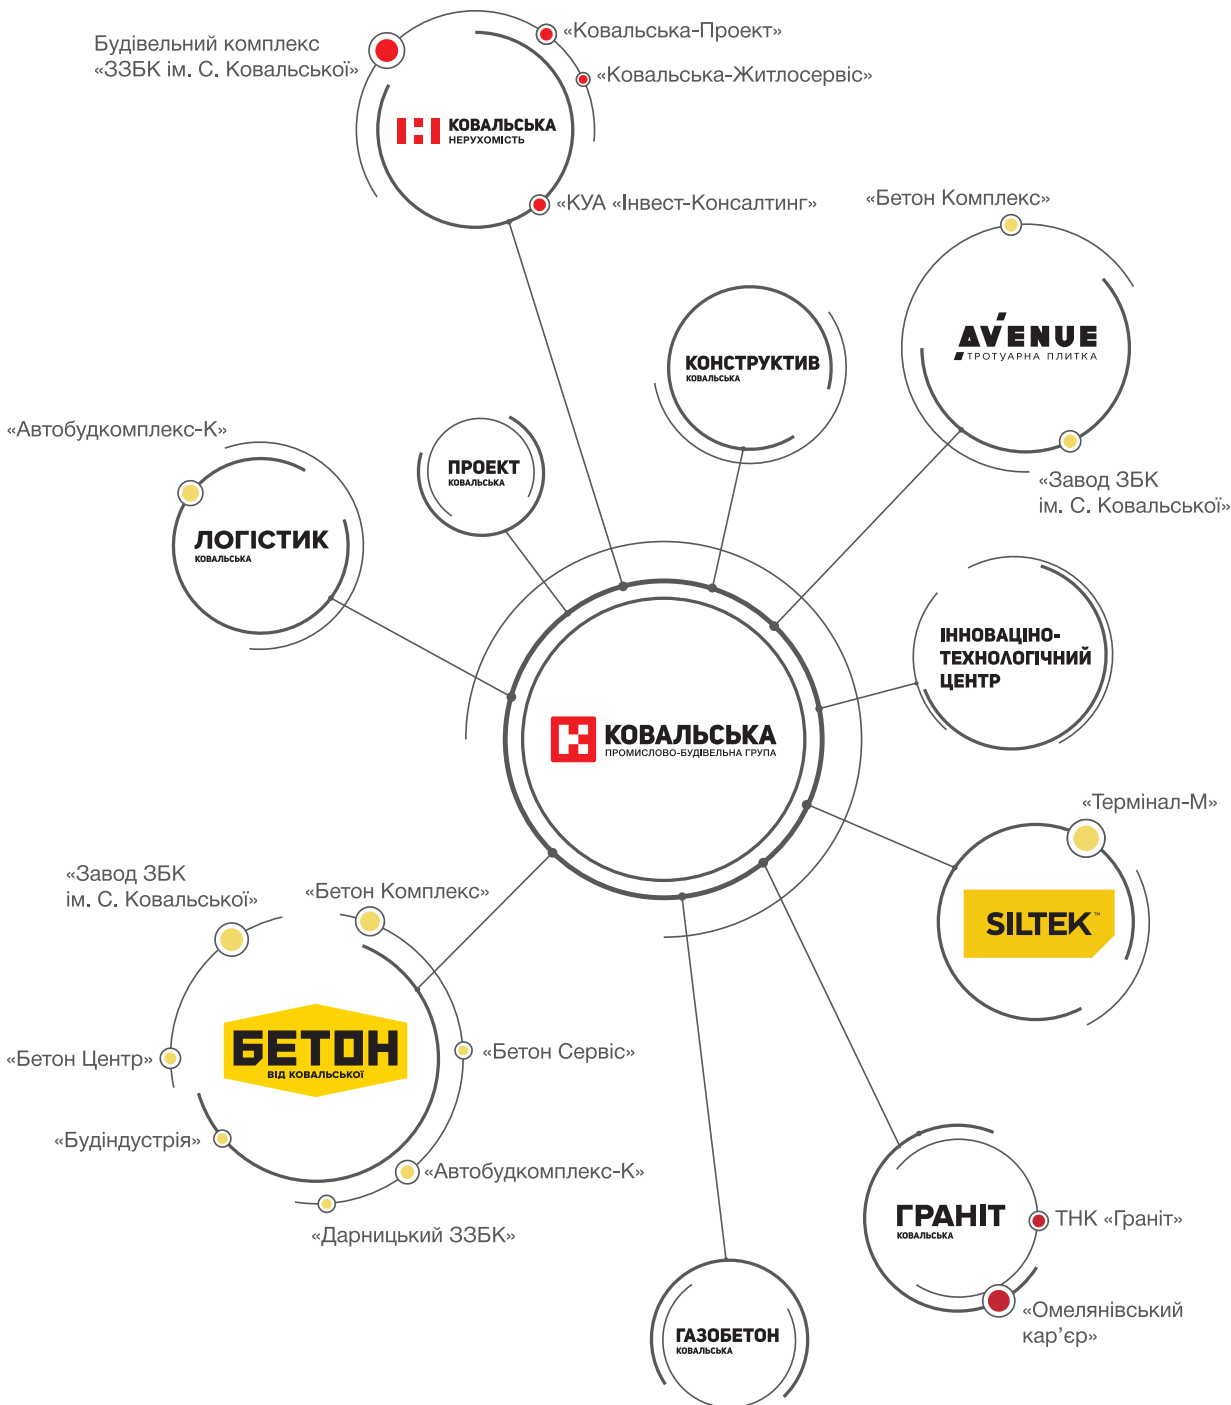 Будівельний комплекс
«ЗЗБК ім. С. Ковальської»
«Ковальська-Проект»
«Ковальська-Житлосервіс»
КОВАЛЬСЬКА
НЕРУХОМІСТЬ
«КУА «Інвест-Консалтинг»
«Бетон Комплекс»
AVENUE
ТРОТУАРНА ПЛИТКА
«Завод ЗБК
ім. С. Ковальської»
КОНСТРУКТИВ
КОВАЛЬСЬКА
ПРОЕКТ
КОВАЛЬСЬКА
«Автобудкомплекс-К»
ЛОГІСТИК
КОВАЛЬСЬКА
ІННОВАЦІНО-
ТЕХНОЛОГІЧНИЙ
ЦЕНТР
КОВАЛЬСЬКА
ПРОМИСЛОВО-БУДІВЕЛЬНА ГРУПА
«Термінал-М»
SILTEK™
«Завод ЗБК
ім. С. Ковальської»
«Бетон Комплекс»
«Бетон Центр»
БЕТОН
ВІД КОВАЛЬСЬКОЇ
«Бетон Сервіс»
«Будіндустрія»
«Автобудкомплекс-К»
«Дарницький ЗЗБК»
ГРАНІТ
КОВАЛЬСЬКА
ТНК «Граніт»
«Омелянівський
кар’єр»
ГАЗОБЕТОН
КОВАЛЬСЬКА